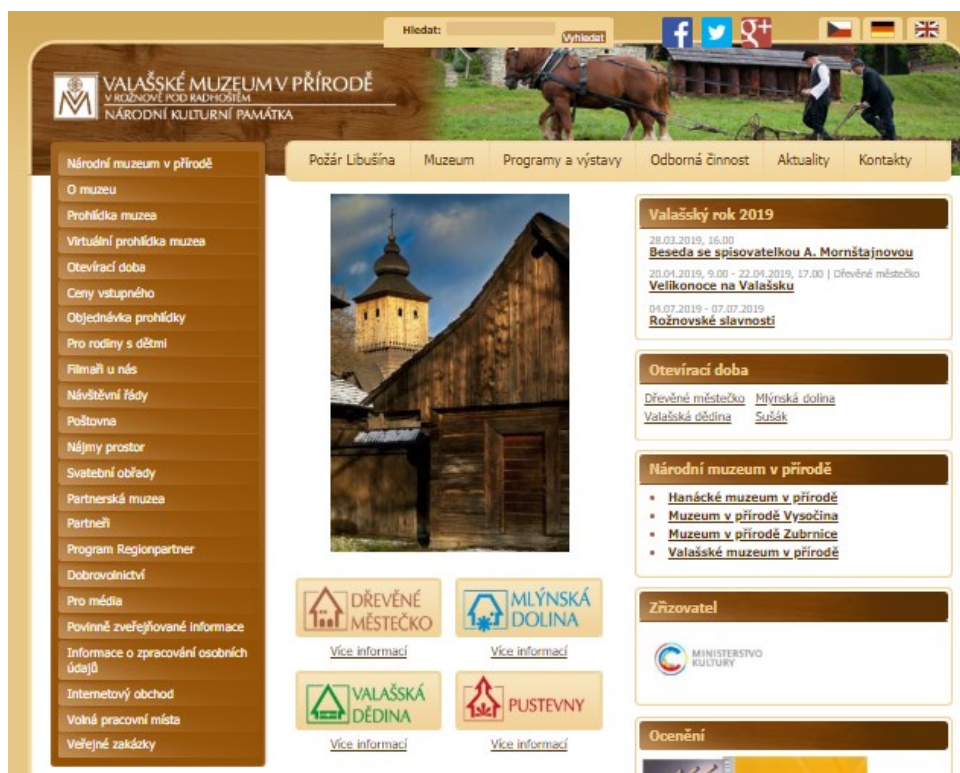 Hledat:
Vyhledat
VALAŠSKÉ MUZEUM V PŘÍRODĚ
V ROŽNOVĚ POD RADHOŠTĚM
NÁRODNÍ KULTURNÍ PAMÁTKA
Požár Libušína Muzeum Programy a výstavy Odborná činnost Aktuality Kontakty
Národní muzeum v přírodě
O muzeu
Prohlídka muzea
Virtuální prohlídka muzea
Otevírací doba
Ceny vstupného
Objednávka prohlídky
Pro rodiny s dětmi
Filmaři u nás
Návštěvní řády
Poštovna
Nájmy prostor
Svatební obřady
Partnerská muzea
Partneři
Program Regionpartner
Dobrovolnictví
Pro média
Povinně zveřejňované informace
Informace o zpracování osobních
údajů
Internetový obchod
Volná pracovní místa
Veřejné zakázky
DŘEVĚNÉ
MĚSTEČKO
Více informací
MLÝNSKÁ
DOLINA
Více informací
VALAŠSKÁ
DĚDINA
Více informací
PUSTEVNY
Více informací
Valašský rok 2019
28.03.2019, 16.00
Beseda se spisovatelkou A. Mornštajnovou
20.04.2019, 9.00 - 22.04.2019, 17.00 | Dřevěné městečko
Velikonoce na Valašsku
04.07.2019 - 07.07.2019
Rožnovské slavnosti
Otevírací doba
Dřevěné městečko Mlýnská dolina
Valašská dědina Sušák
Národní muzeum v přírodě
Hanácké muzeum v přírodě
Muzeum v přírodě Vysočina
Muzeum v přírodě Zubrnice
Valašské muzeum v přírodě
Zřizovatel
MINISTERSTVO
KULTURY
Ocenění